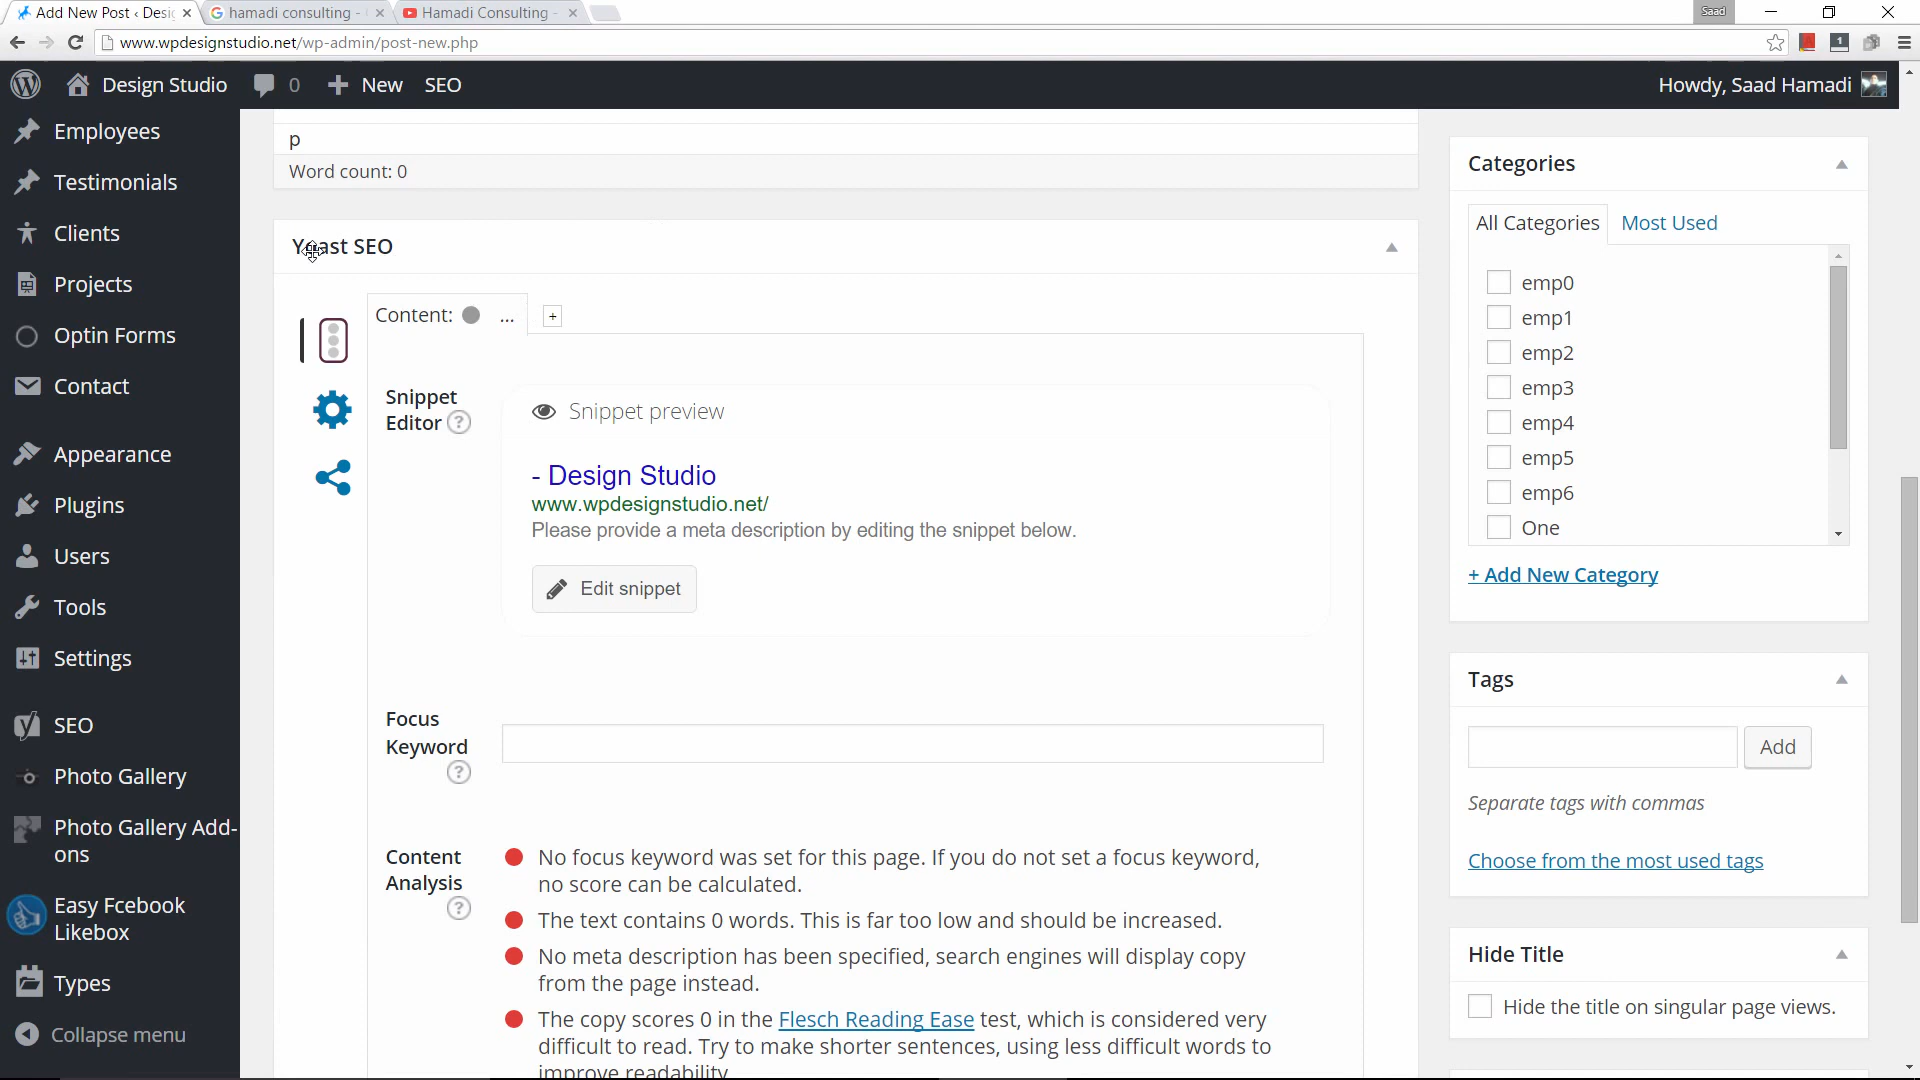 Add New Post ‹ Desi
hamadi consulting -
Hamadi Consulting -
Saad
www.wpdesignstudio.net/wp-admin/post-new.php
1
Design Studio
0
New
SEO
Howdy, Saad Hamadi
Employees
Testimonials
Clients
Projects
Optin Forms
Contact
Appearance
Plugins
Users
Tools
Settings
SEO
Photo Gallery
Photo Gallery Add-
ons
Easy Fcebook
Likebox
Types
Collapse menu
p
Word count: 0
Yoast SEO
Content: ...
+
Snippet
Editor ?
Snippet preview
- Design Studio
www.wpdesignstudio.net/
Please provide a meta description by editing the snippet below.
Edit snippet
Focus
Keyword
?
Content
Analysis
?
No focus keyword was set for this page. If you do not set a focus keyword,
no score can be calculated.
The text contains 0 words. This is far too low and should be increased.
No meta description has been specified, search engines will display copy
from the page instead.
The copy scores 0 in the Flesch Reading Ease test, which is considered very
difficult to read. Try to make shorter sentences, using less difficult words to
improve readability
Categories
All Categories
Most Used
emp0
emp1
emp2
emp3
emp4
emp5
emp6
One
+ Add New Category
Tags
Add
Separate tags with commas
Choose from the most used tags
Hide Title
Hide the title on singular page views.